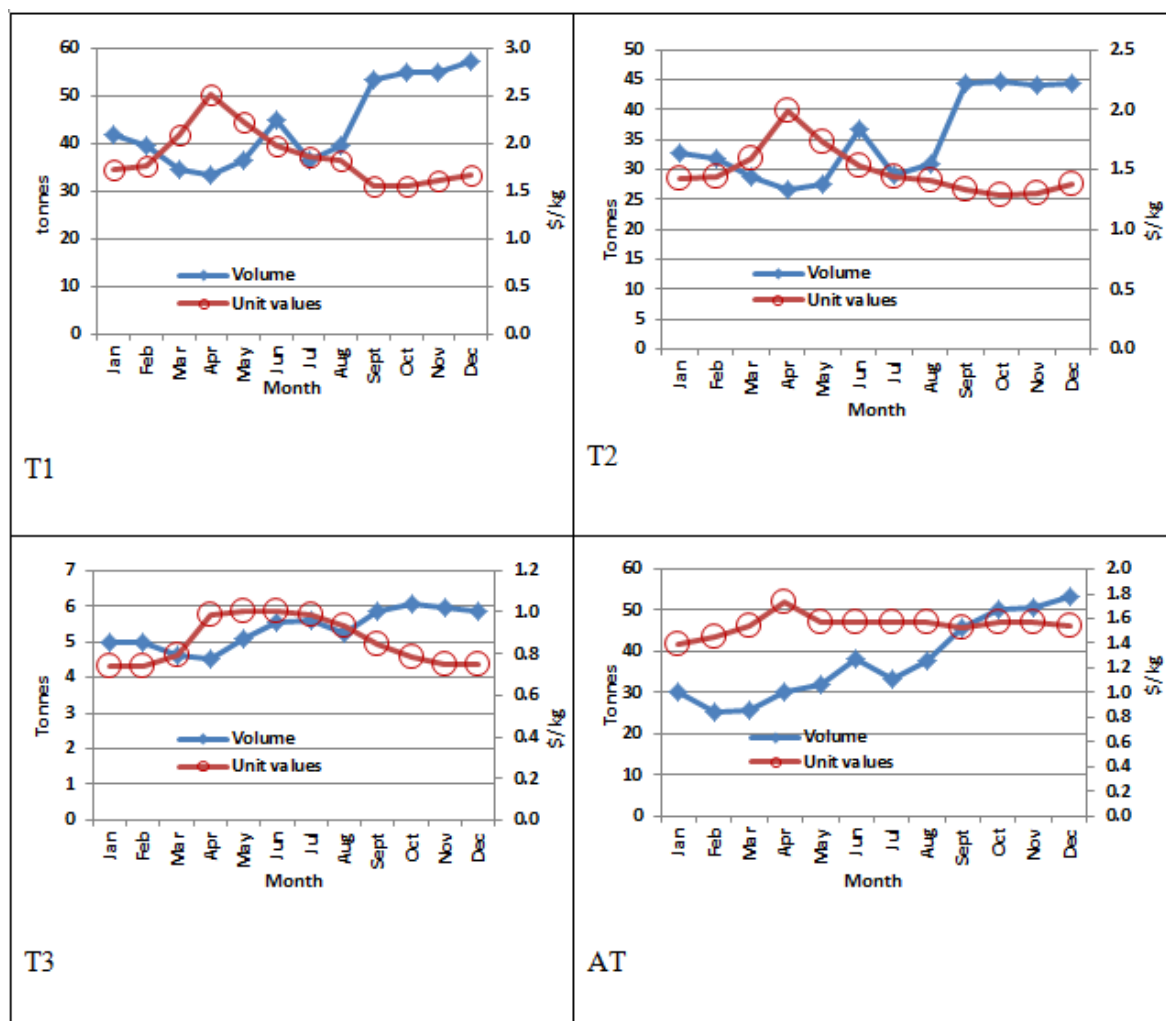 60
50
40
30
20
10
0
tonnes
3.0
2.5
2.0
1.5
1.0
0.5
0.0
$/kg
Volume
Unit values
Jan Feb Mar Apr May Jun Jul Aug Sept Oct Nov Dec
Month
T1
50
45
40
35
30
25
20
15
10
5
0
Tonnes
2.5
2.0
1.5
1.0
0.5
0.0
$/kg
Volume
Unit values
Jan Feb Mar Apr May Jun Jul Aug Sept Oct Nov Dec
Month
T2
7
6
5
4
3
2
1
0
Tonnes
1.2
1.0
0.8
0.6
0.4
0.2
0.0
$/kg
Volume
Unit values
Jan Feb Mar Apr May Jun Jul Aug Sept Oct Nov Dec
Month
T3
60
50
40
30
20
10
0
Tonnes
2.0
1.8
1.6
1.4
1.2
1.0
0.8
0.6
0.4
0.2
0.0
$/kg
Volume
Unit values
Jan Feb Mar Apr May Jun Jul Aug Sept Oct Nov Dec
Month
AT